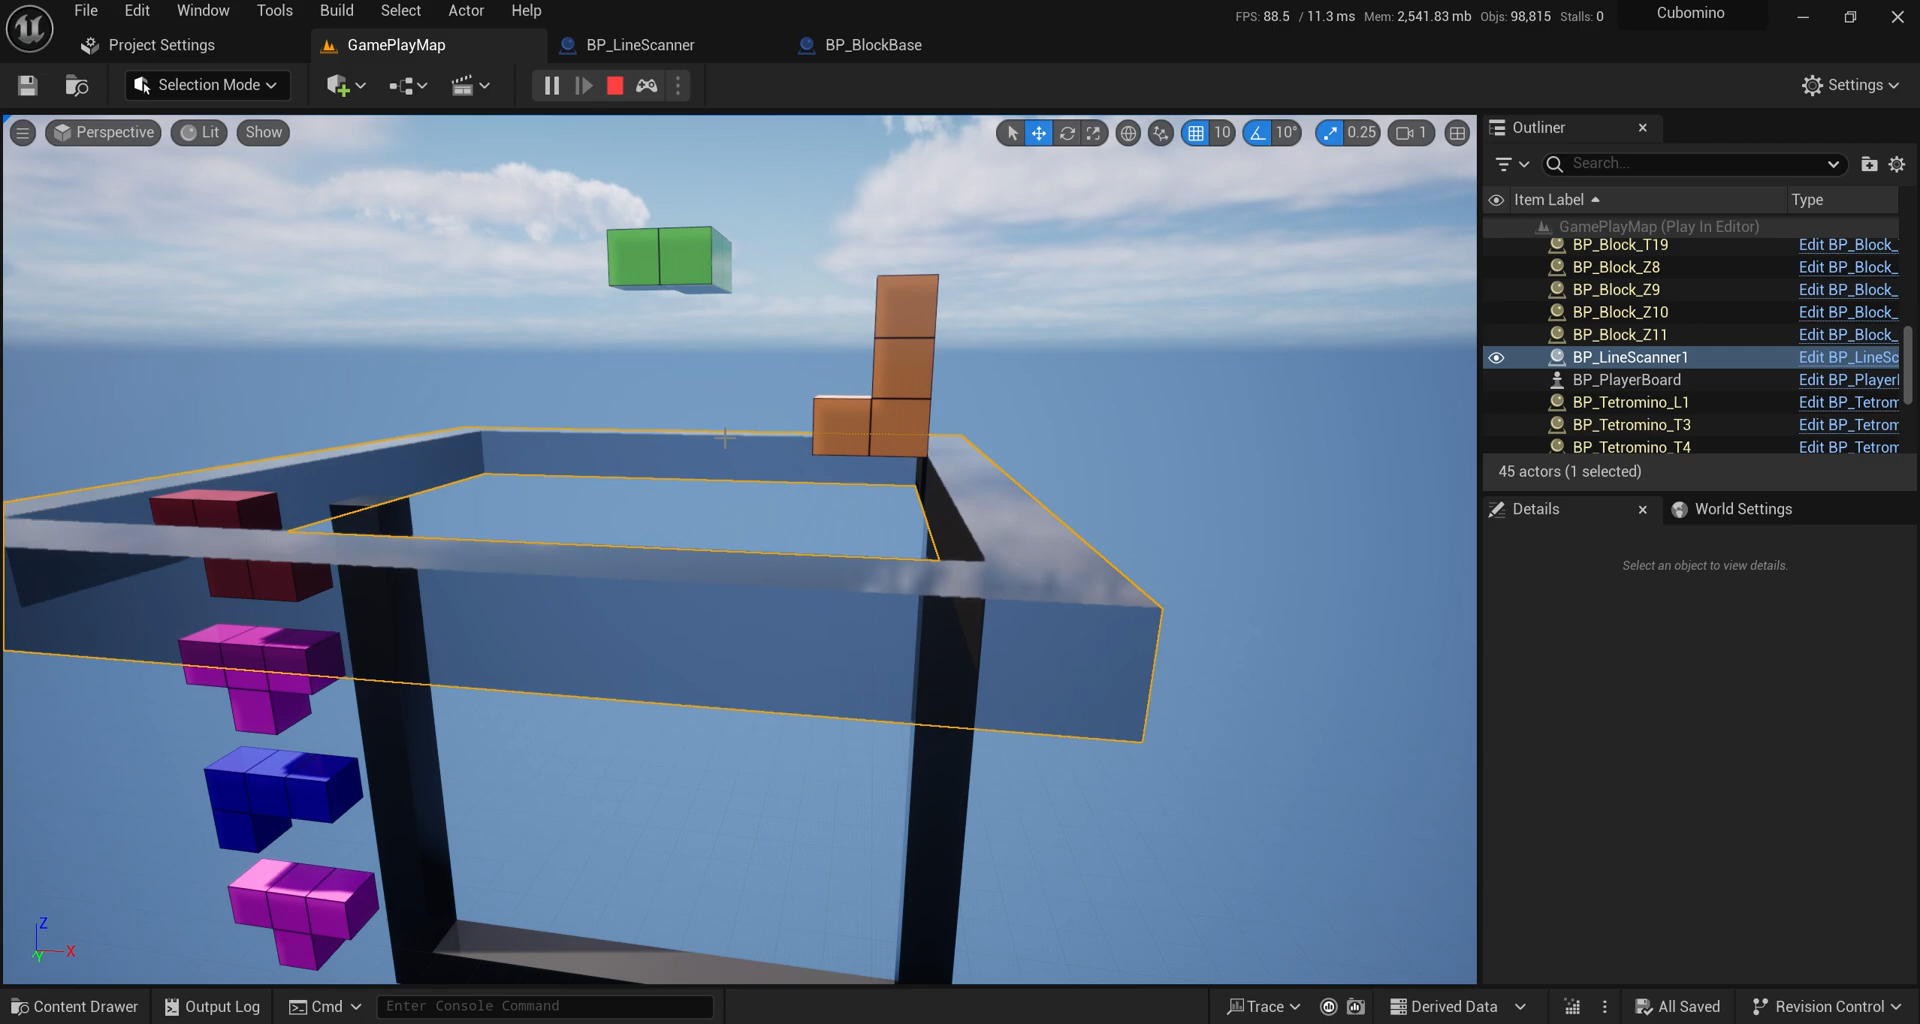 File Edit Window Tools Build Select Actor Help
FPS: 88.5 / 11.3 ms Mem: 2,541.83 mb Objs: 98,815 Stalls: 0
Cubomino
Project Settings
GamePlayMap
BP_LineScanner
BP_BlockBase
Selection Mode
Settings
Perspective
Lit
Show
10
10°
0.25
1
Outliner
Search...
Item Label Type
GamePlayMap (Play In Editor)
BP_Block_T19 Edit BP_Block_
BP_Block_Z8 Edit BP_Block_
BP_Block_Z9 Edit BP_Block_
BP_Block_Z10 Edit BP_Block_
BP_Block_Z11 Edit BP_Block_
BP_LineScanner1 Edit BP_LineSc
BP_PlayerBoard Edit BP_Player
BP_Tetromino_L1 Edit BP_Tetrom
BP_Tetromino_T3 Edit BP_Tetrom
BP_Tetromino_T4 Edit BP_Tetrom
45 actors (1 selected)
Details
World Settings
Select an object to view details.
Z
X
Y
Content Drawer
Output Log
Cmd
Enter Console Command
Trace
Derived Data
All Saved
Revision Control